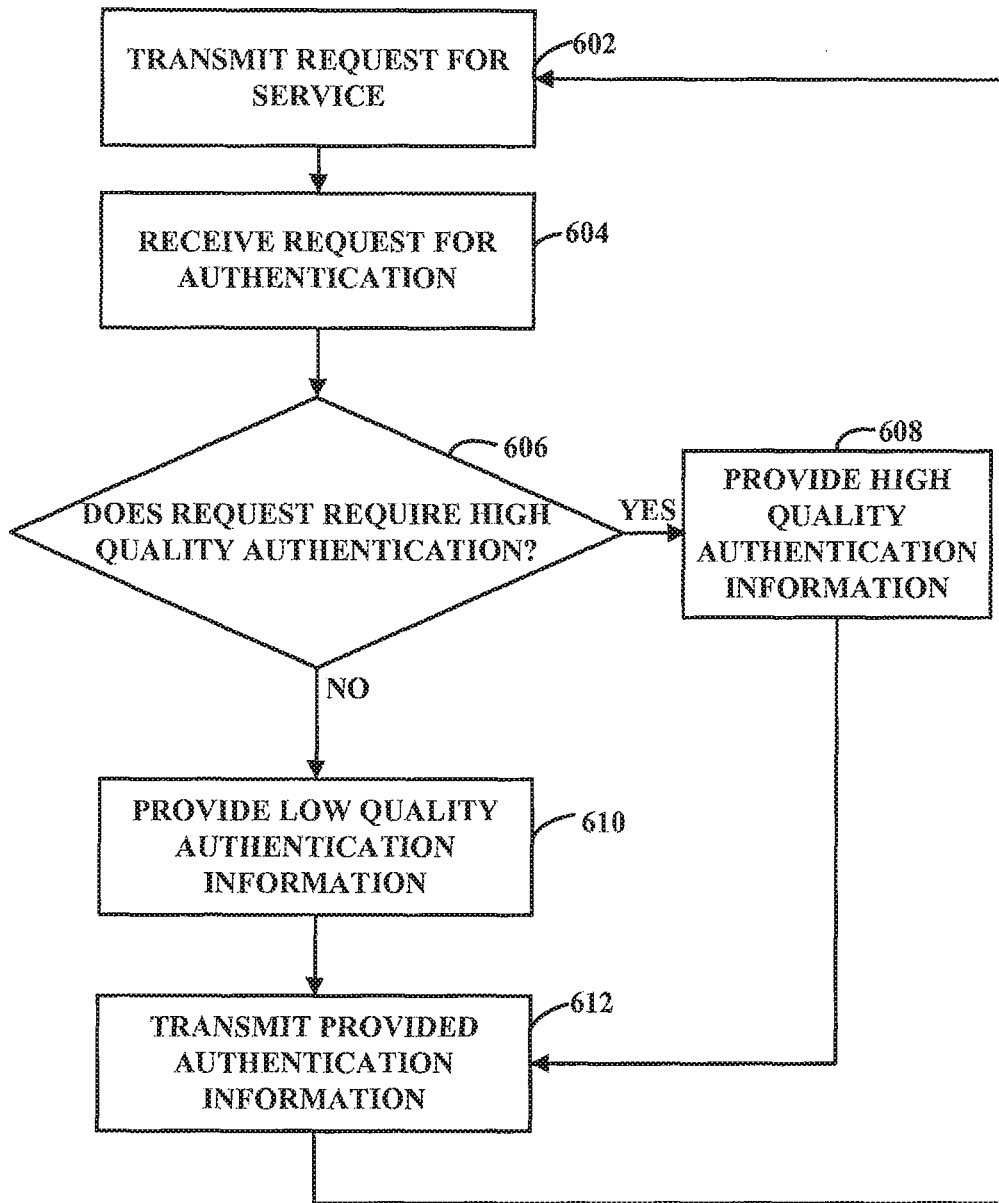 TRANSMIT REQUEST FOR
SERVICE
602
RECEIVE REQUEST FOR
AUTHENTICATION
604
606
DOES REQUEST REQUIRE HIGH
QUALITY AUTHENTICATION?
YES
608
PROVIDE HIGH
QUALITY
AUTHENTICATION
INFORMATION
NO
PROVIDE LOW QUALITY
AUTHENTICATION
INFORMATION
610
TRANSMIT PROVIDED
AUTHENTICATION
INFORMATION
612